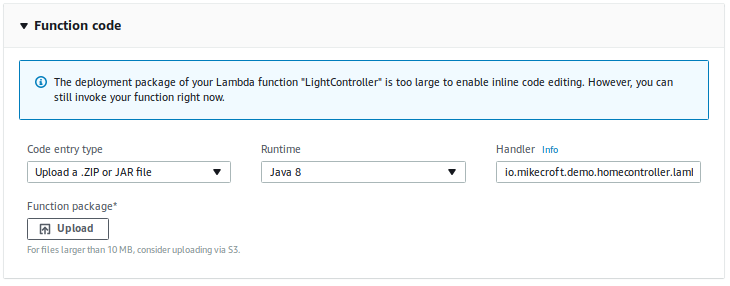 Function code
The deployment package of your Lambda function "LightController" is too large to enable inline code editing. However, you can
still invoke your function right now.
Code entry type
Runtime
Handler Info
Upload a .ZIP or JAR file
Java 8
io.mikecroft.demo.homecontroller.laml
Function package*
Upload
For files larger than 10 MB, consider uploading via S3.